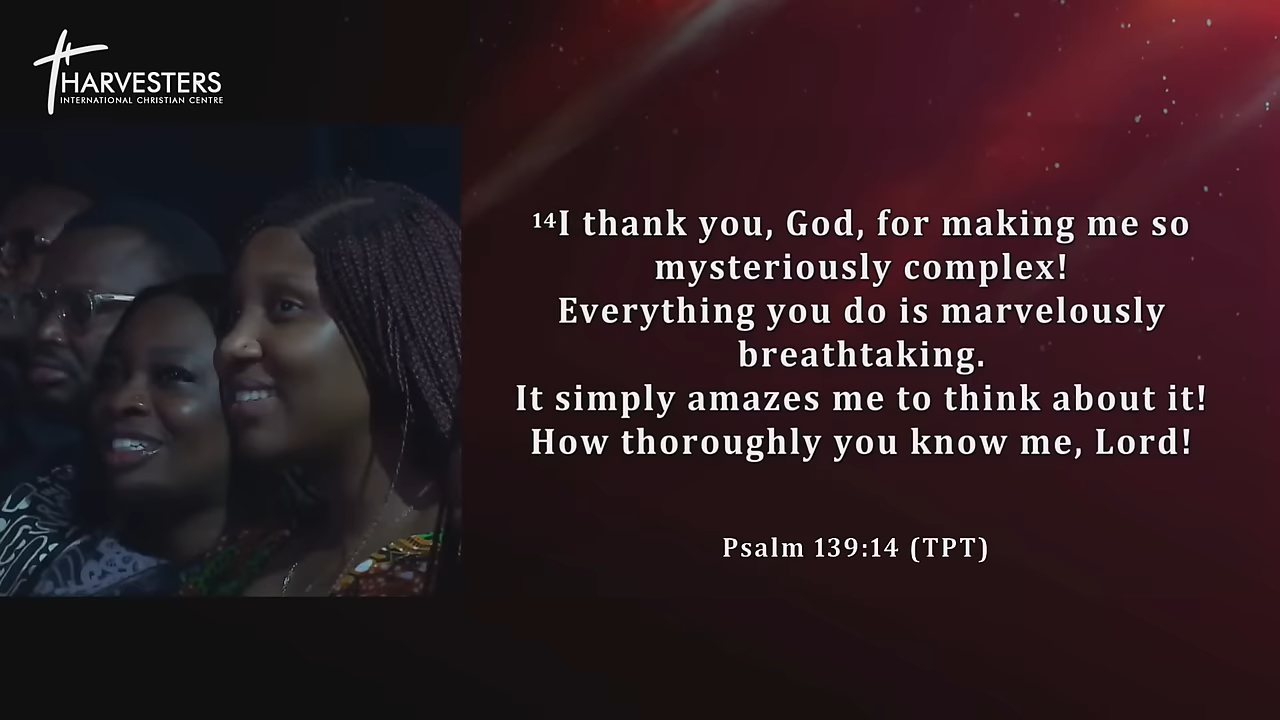 HARVESTERS
INTERNATIONAL CHRISTIAN CENTRE
¹⁴I thank you, God, for making me so
mysteriously complex!
Everything you do is marvelously
breathtaking.
It simply amazes me to think about it!
How thoroughly you know me, Lord!
Psalm 139:14 (TPT)